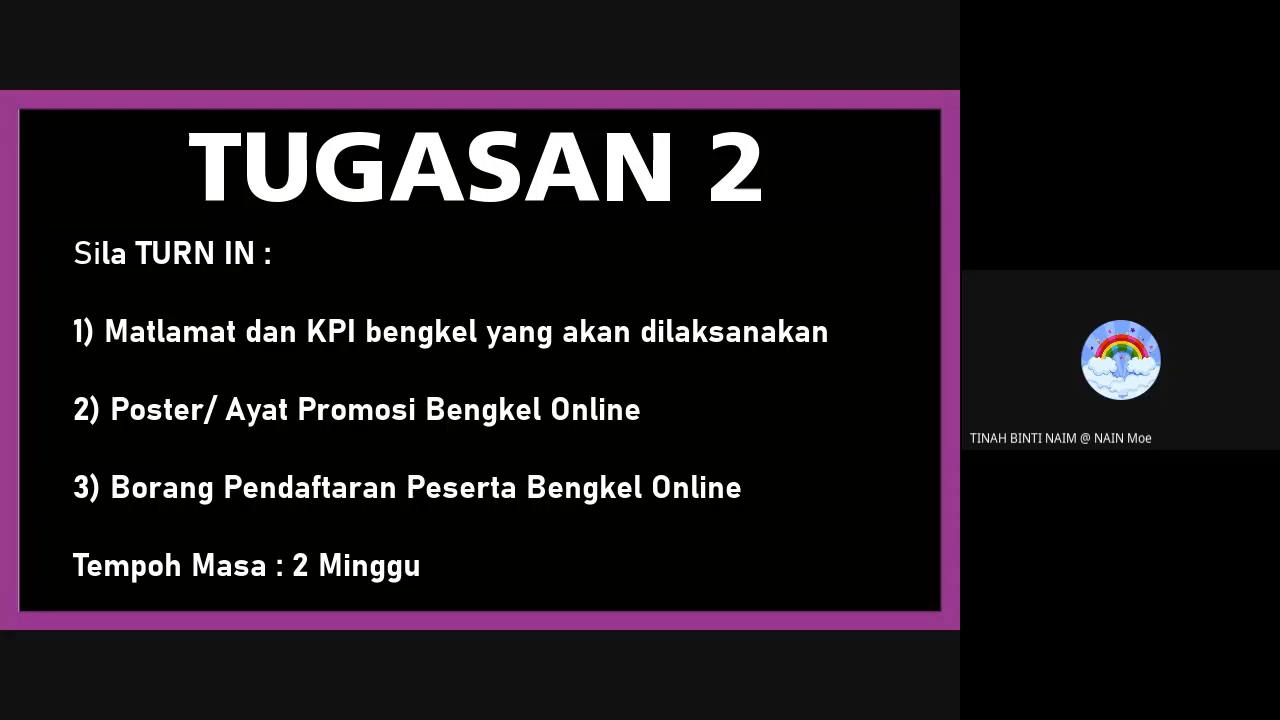 TUGASAN 2
Sila TURN IN :
1) Matlamat dan KPI bengkel yang akan dilaksanakan
2) Poster/ Ayat Promosi Bengkel Online
3) Borang Pendaftaran Peserta Bengkel Online
Tempoh Masa : 2 Minggu
TINAH BINTI NAIM @ NAIN Moe